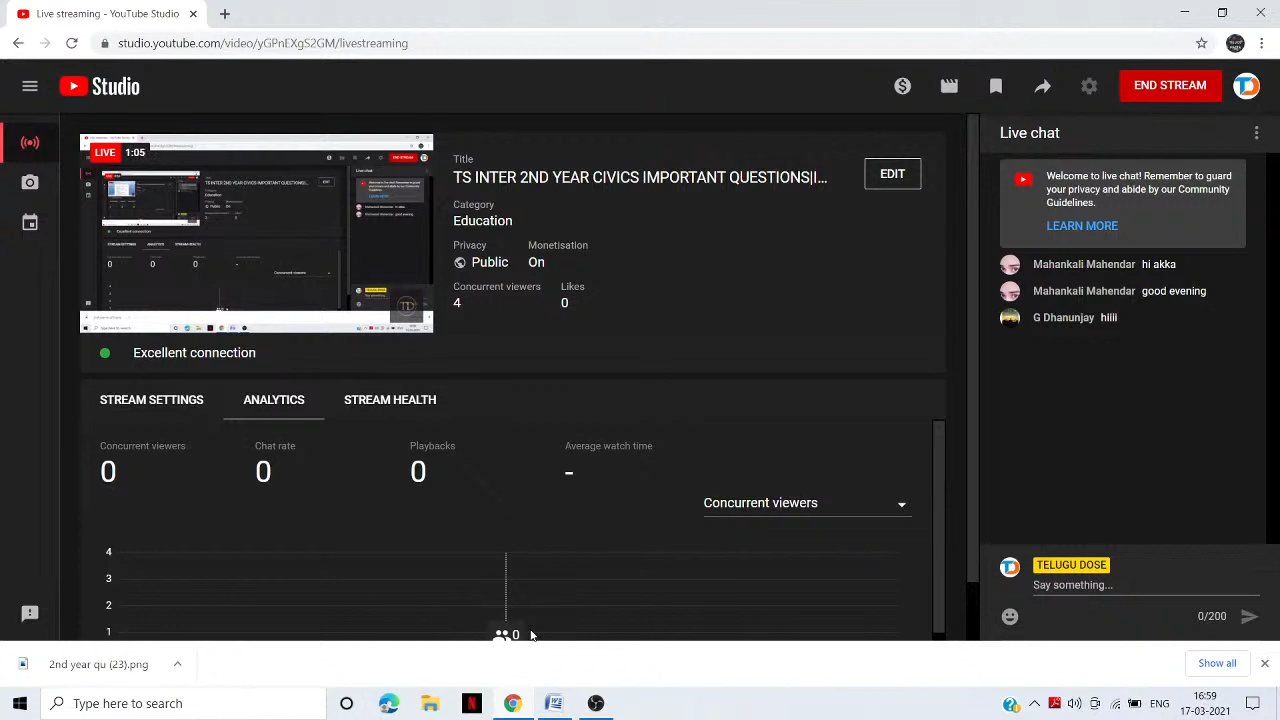 Live streaming - YouTube Studio
studio.youtube.com/video/yGPnEXgS2GM/livestreaming
Studio
END STREAM
LIVE 1:05
Title
TS INTER 2ND YEAR CIVICS IMPORTANT QUESTIONS|I...
EDIT
Category
Education
Privacy Monetisation
Public On
Concurrent viewers Likes
4 0
Excellent connection
STREAM SETTINGS ANALYTICS STREAM HEALTH
Concurrent viewers Chat rate Playbacks Average watch time
0 0 0 -
Concurrent viewers
4
3
2
1
0
Live chat
Welcome to live chat! Remember to guard
your privacy and abide by our Community
Guidelines.
LEARN MORE
Mahankali Mahendar hi akka
Mahankali Mahendar good evening
G Dhanunjay hiiii
TELUGU DOSE
Say something...
0/200
2nd year qu (23).png
Show all
Type here to search
ENG
16:59
17-03-2021